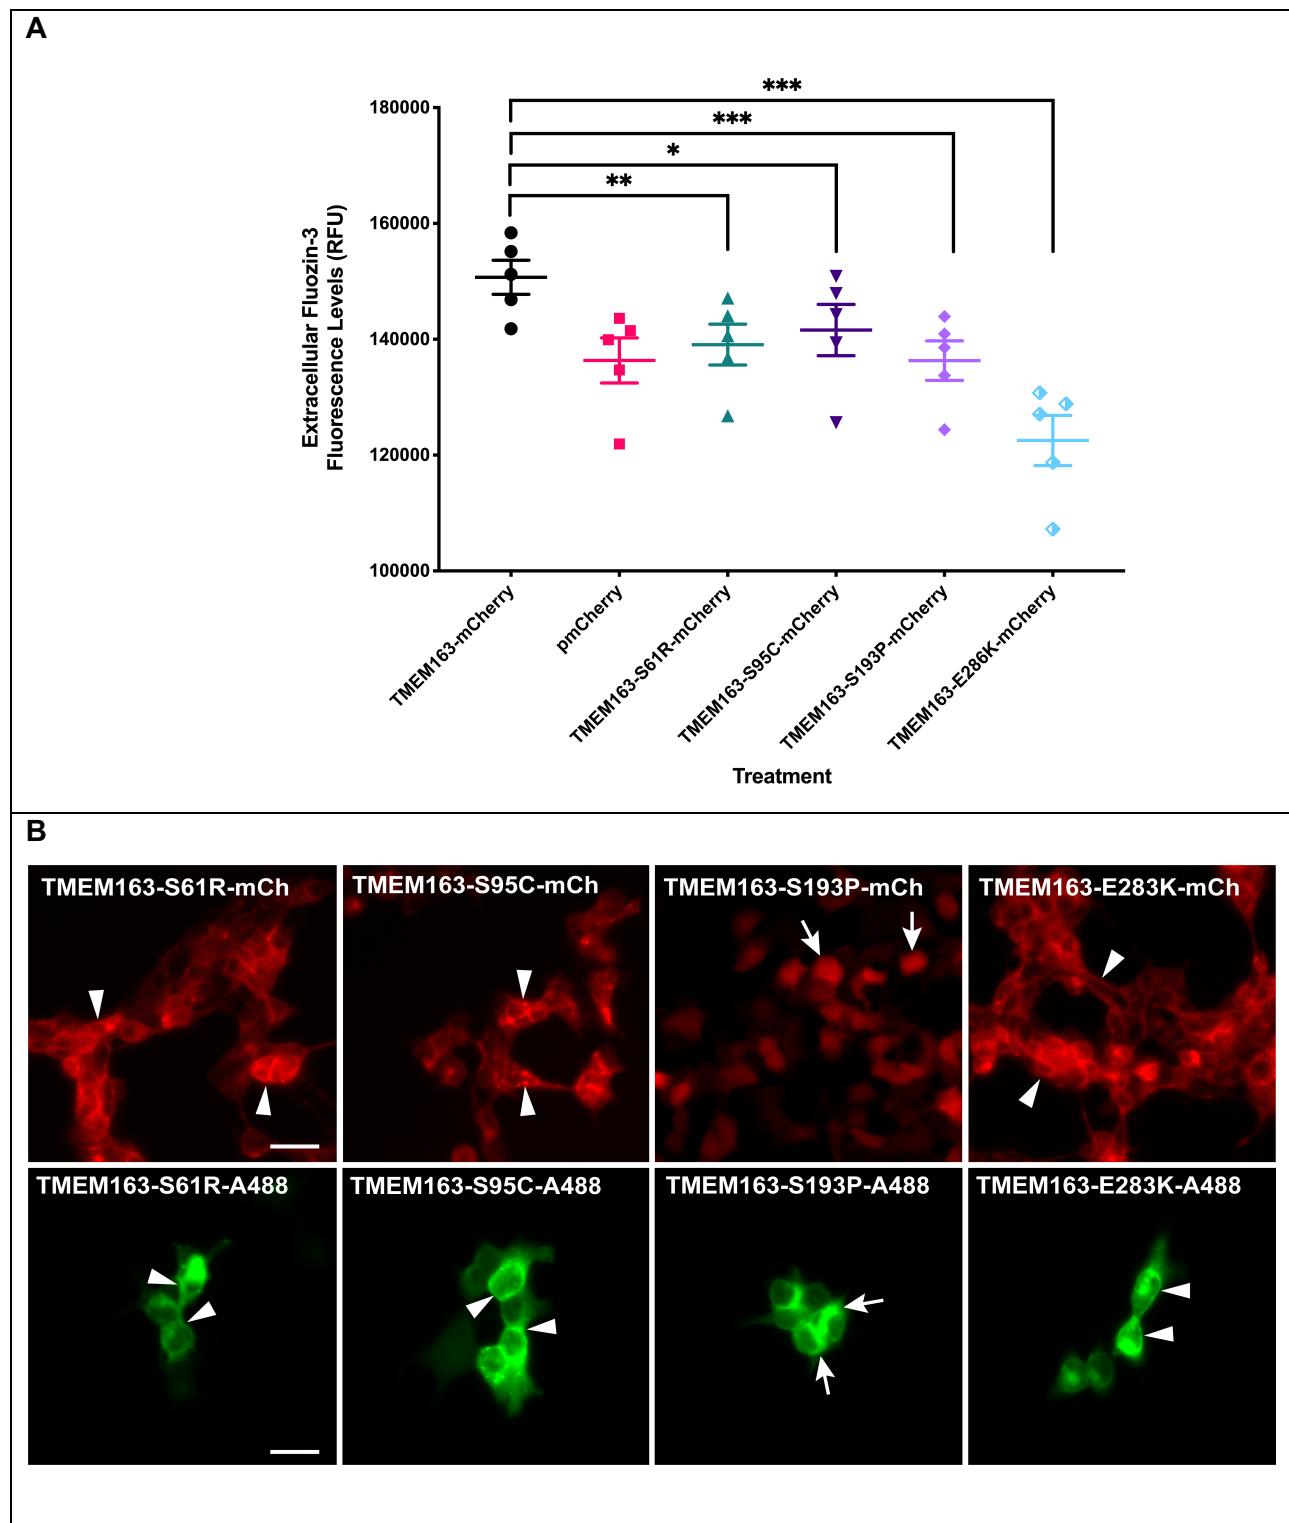 A
***
***
*
**
180000
160000
140000
120000
100000
Extracellular Fluozin-3
Fluorescence Levels (RFU)
TMEM163-mCherry
pmCherry
TMEM163-S61R-mCherry
TMEM163-S95C-mCherry
TMEM163-S193P-mCherry
TMEM163-E286K-mCherry
Treatment
B
TMEM163-S61R-mCh
TMEM163-S95C-mCh
TMEM163-S193P-mCh
TMEM163-E283K-mCh
TMEM163-S61R-A488
TMEM163-S95C-A488
TMEM163-S193P-A488
TMEM163-E283K-A488